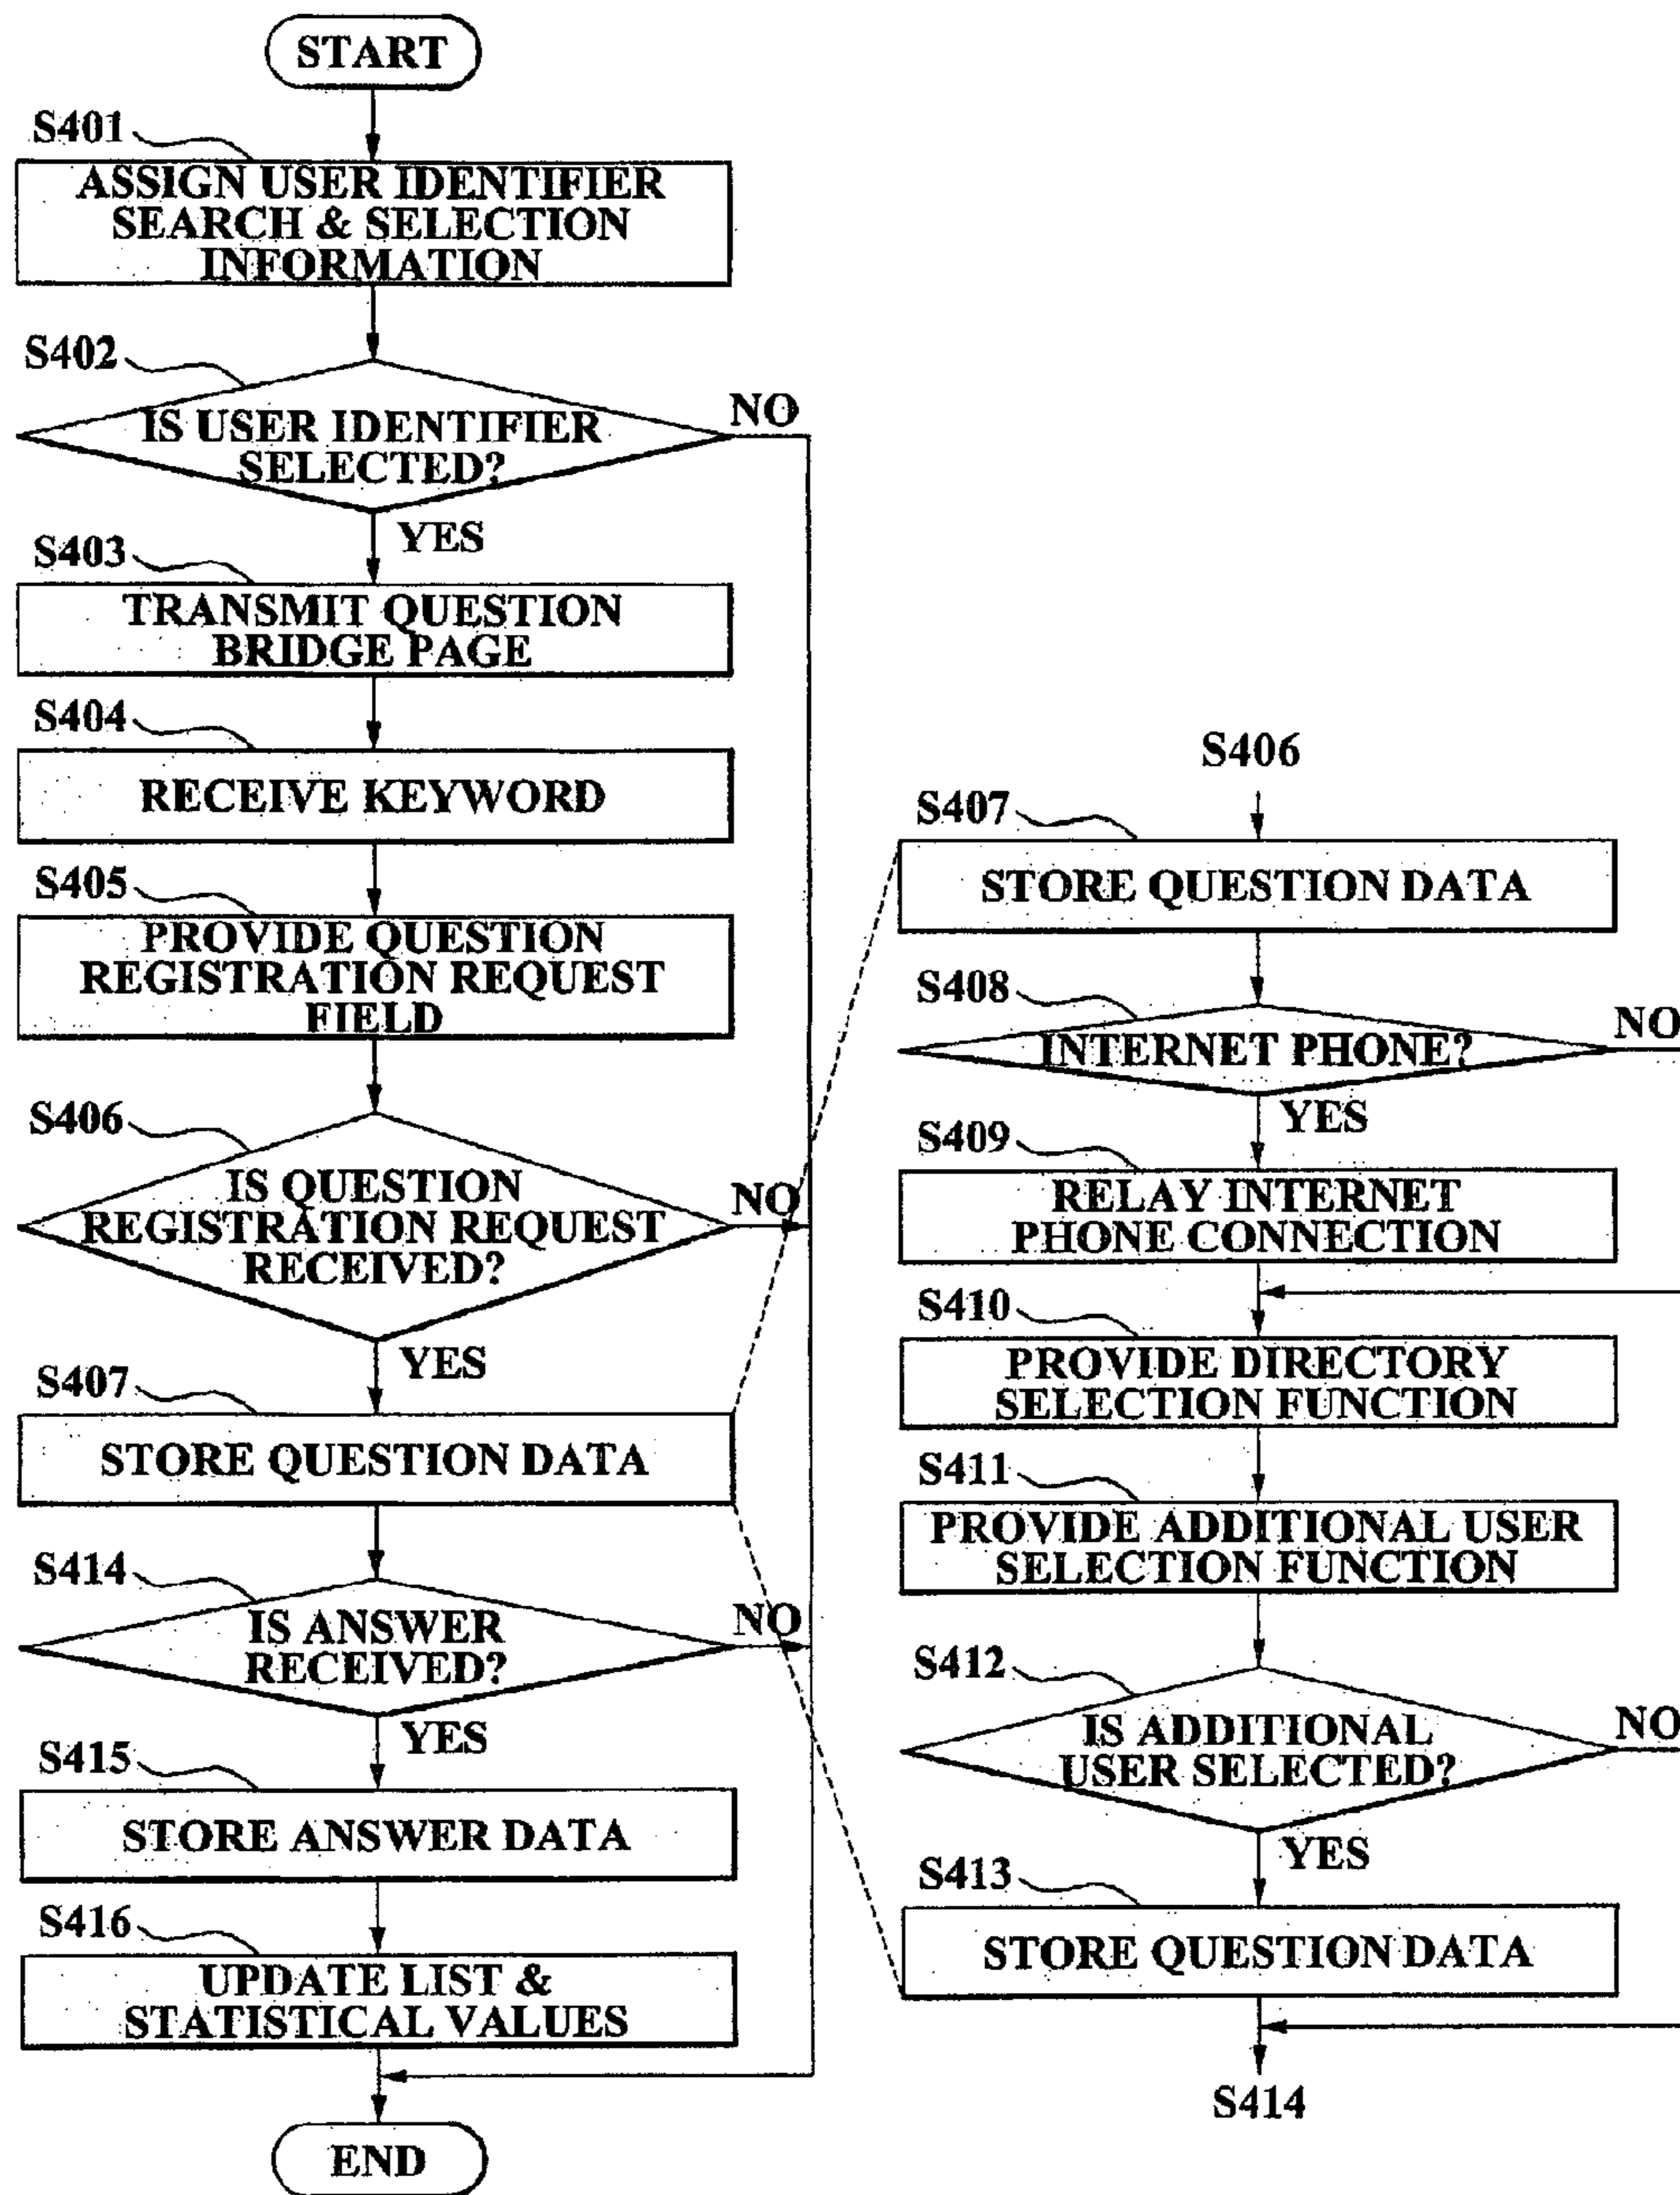 START
S401
ASSIGN USER IDENTIFIER
SEARCH & SELECTION
INFORMATION
S402
IS USER IDENTIFIER
SELECTED?
NO
YES
S403
TRANSMIT QUESTION
BRIDGE PAGE
S404
RECEIVE KEYWORD
S405
PROVIDE QUESTION
REGISTRATION REQUEST
FIELD
S406
IS QUESTION
REGISTRATION REQUEST
RECEIVED?
NO
YES
S407
STORE QUESTION DATA
S414
IS ANSWER
RECEIVED?
NO
YES
S415
STORE ANSWER DATA
S416
UPDATE LIST &
STATISTICAL VALUES
END
S406
S407
STORE QUESTION DATA
S408
INTERNET PHONE?
NO
YES
S409
RELAY INTERNET
PHONE CONNECTION
S410
PROVIDE DIRECTORY
SELECTION FUNCTION
S411
PROVIDE ADDITIONAL USER
SELECTION FUNCTION
S412
IS ADDITIONAL
USER SELECTED?
NO
YES
S413
STORE QUESTION DATA
S414